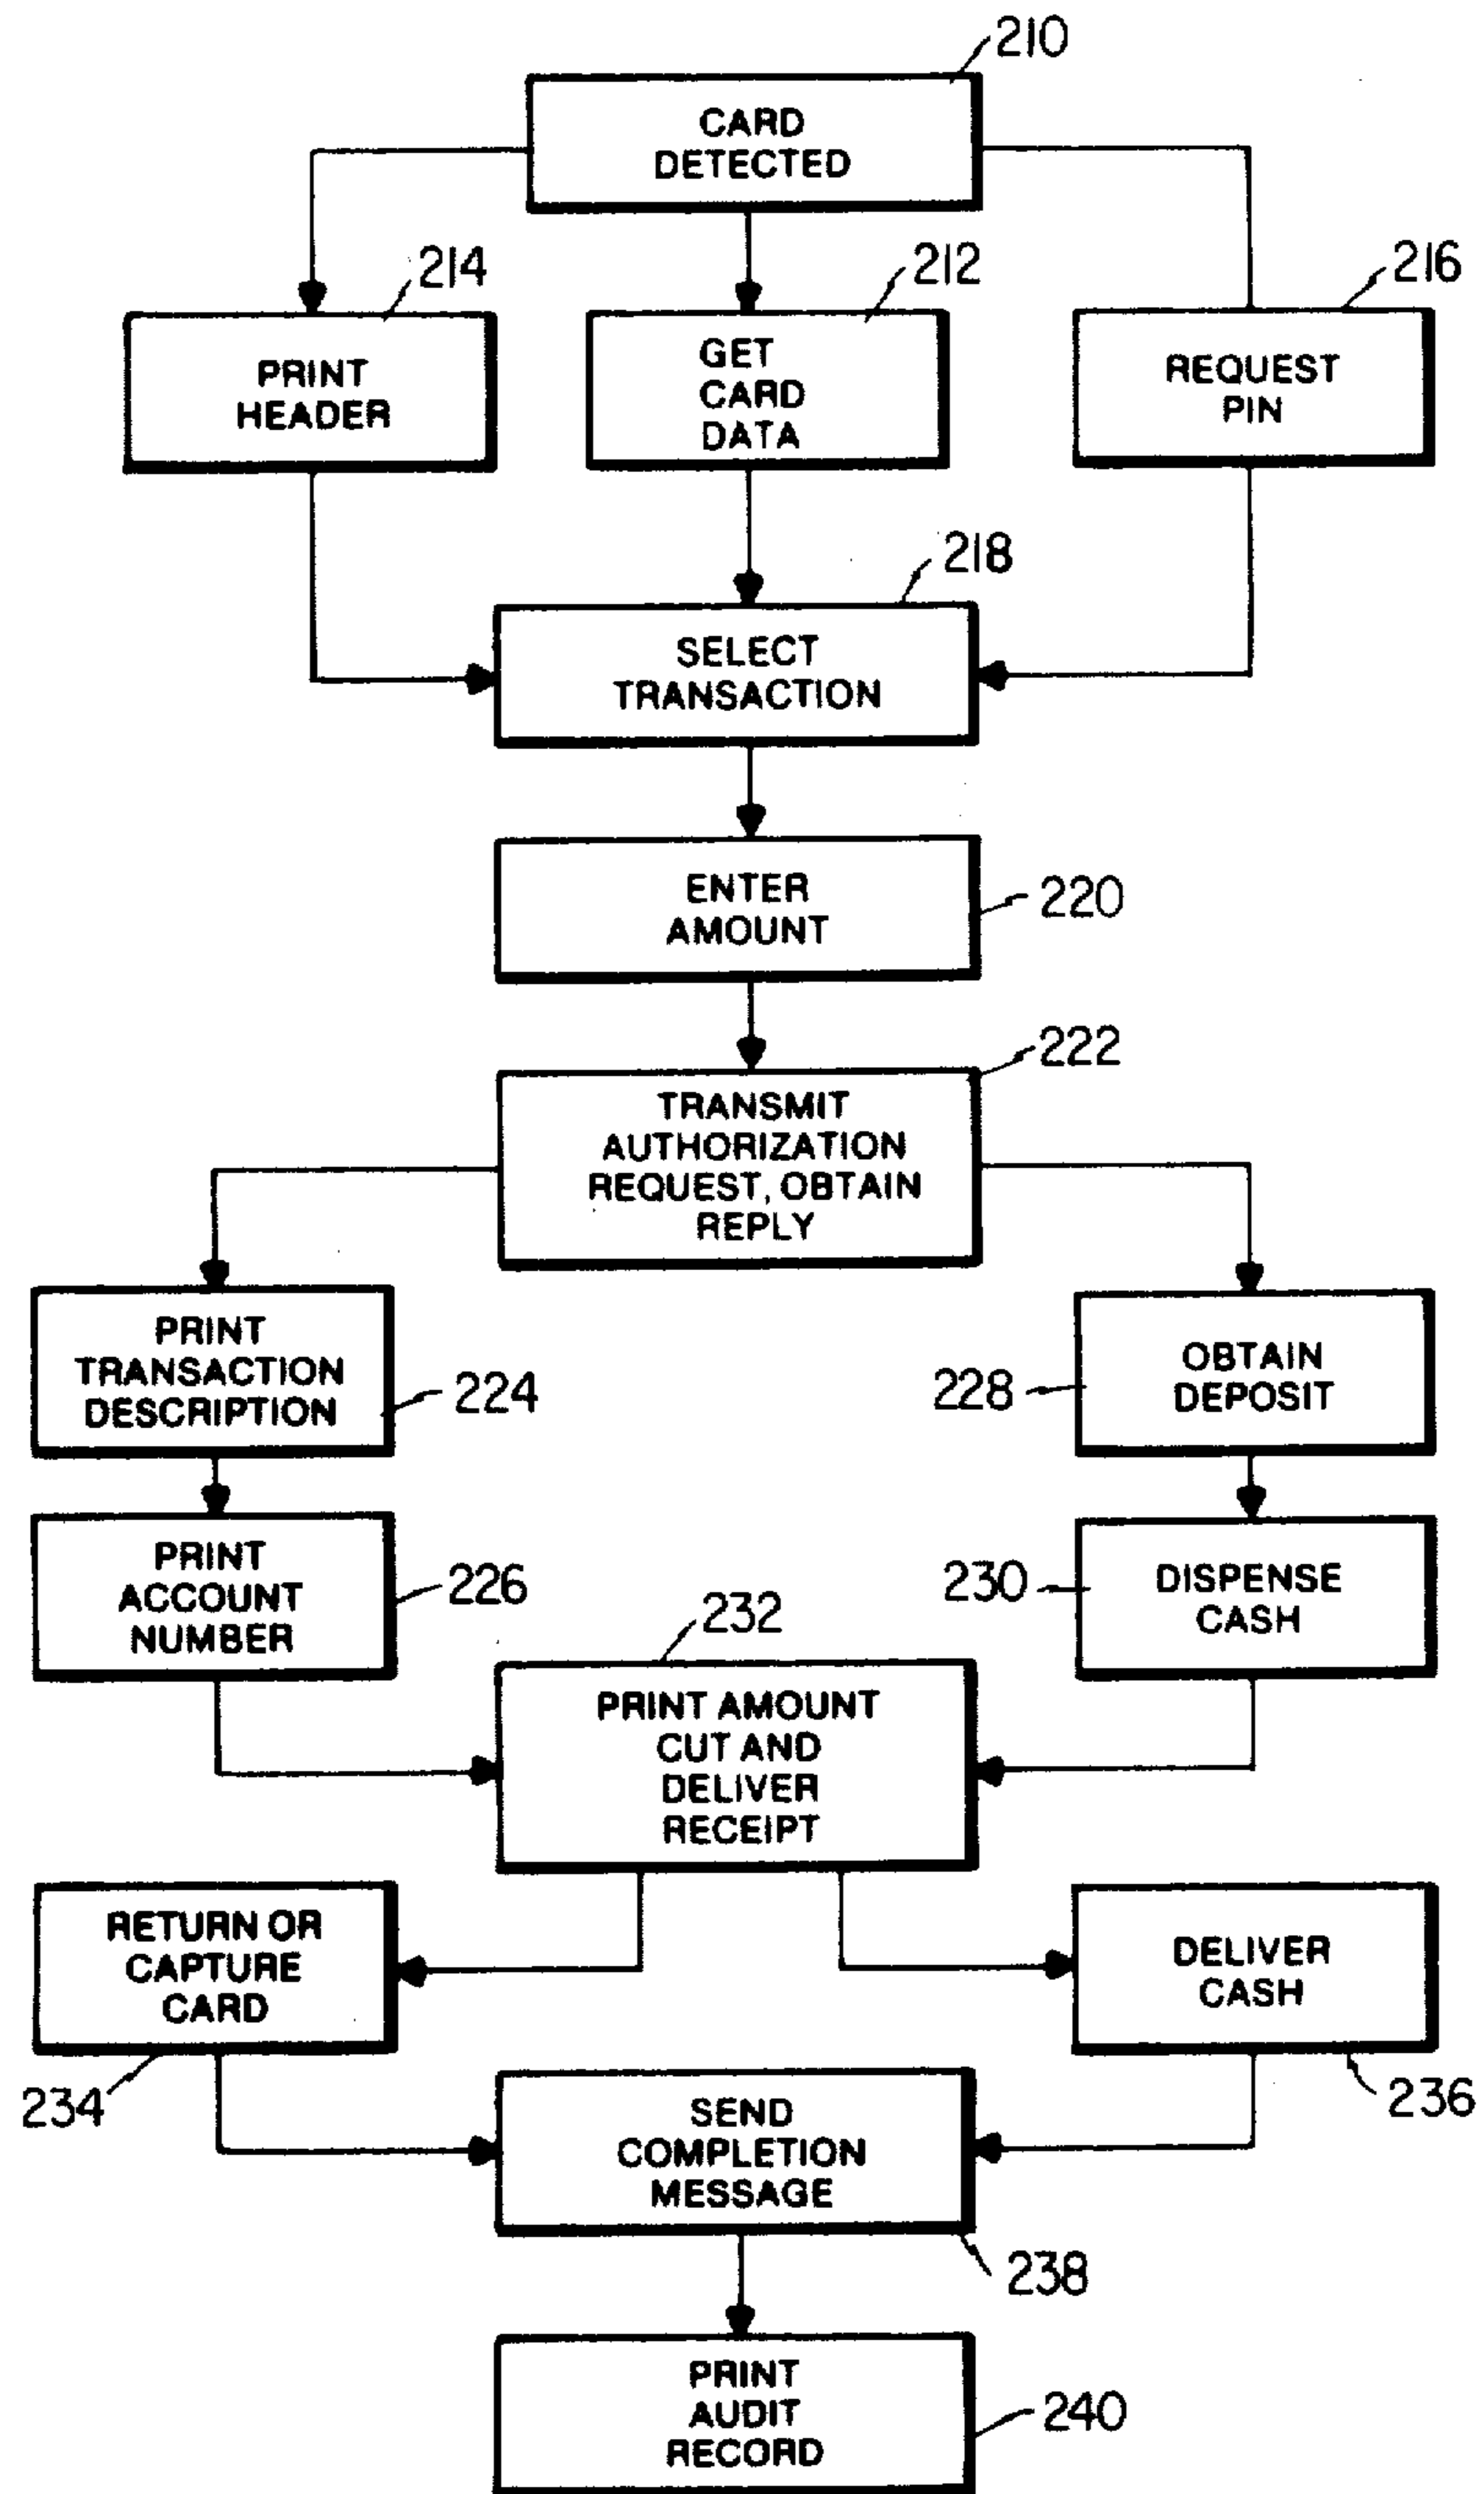 210
CARD
DETECTED
214
212
216
PRINT
HEADER
GET
CARD
DATA
REQUEST
PIN
218
SELECT
TRANSACTION
ENTER
AMOUNT
220
222
TRANSMIT
AUTHORIZATION
REQUEST, OBTAIN
REPLY
PRINT
TRANSACTION
DESCRIPTION
224
228
OBTAIN
DEPOSIT
PRINT
ACCOUNT
NUMBER
226
230
DISPENSE
CASH
232
PRINT AMOUNT
CUT AND
DELIVER
RECEIPT
RETURN OR
CAPTURE
CARD
234
DELIVER
CASH
236
SEND
COMPLETION
MESSAGE
238
PRINT
AUDIT
RECORD
240